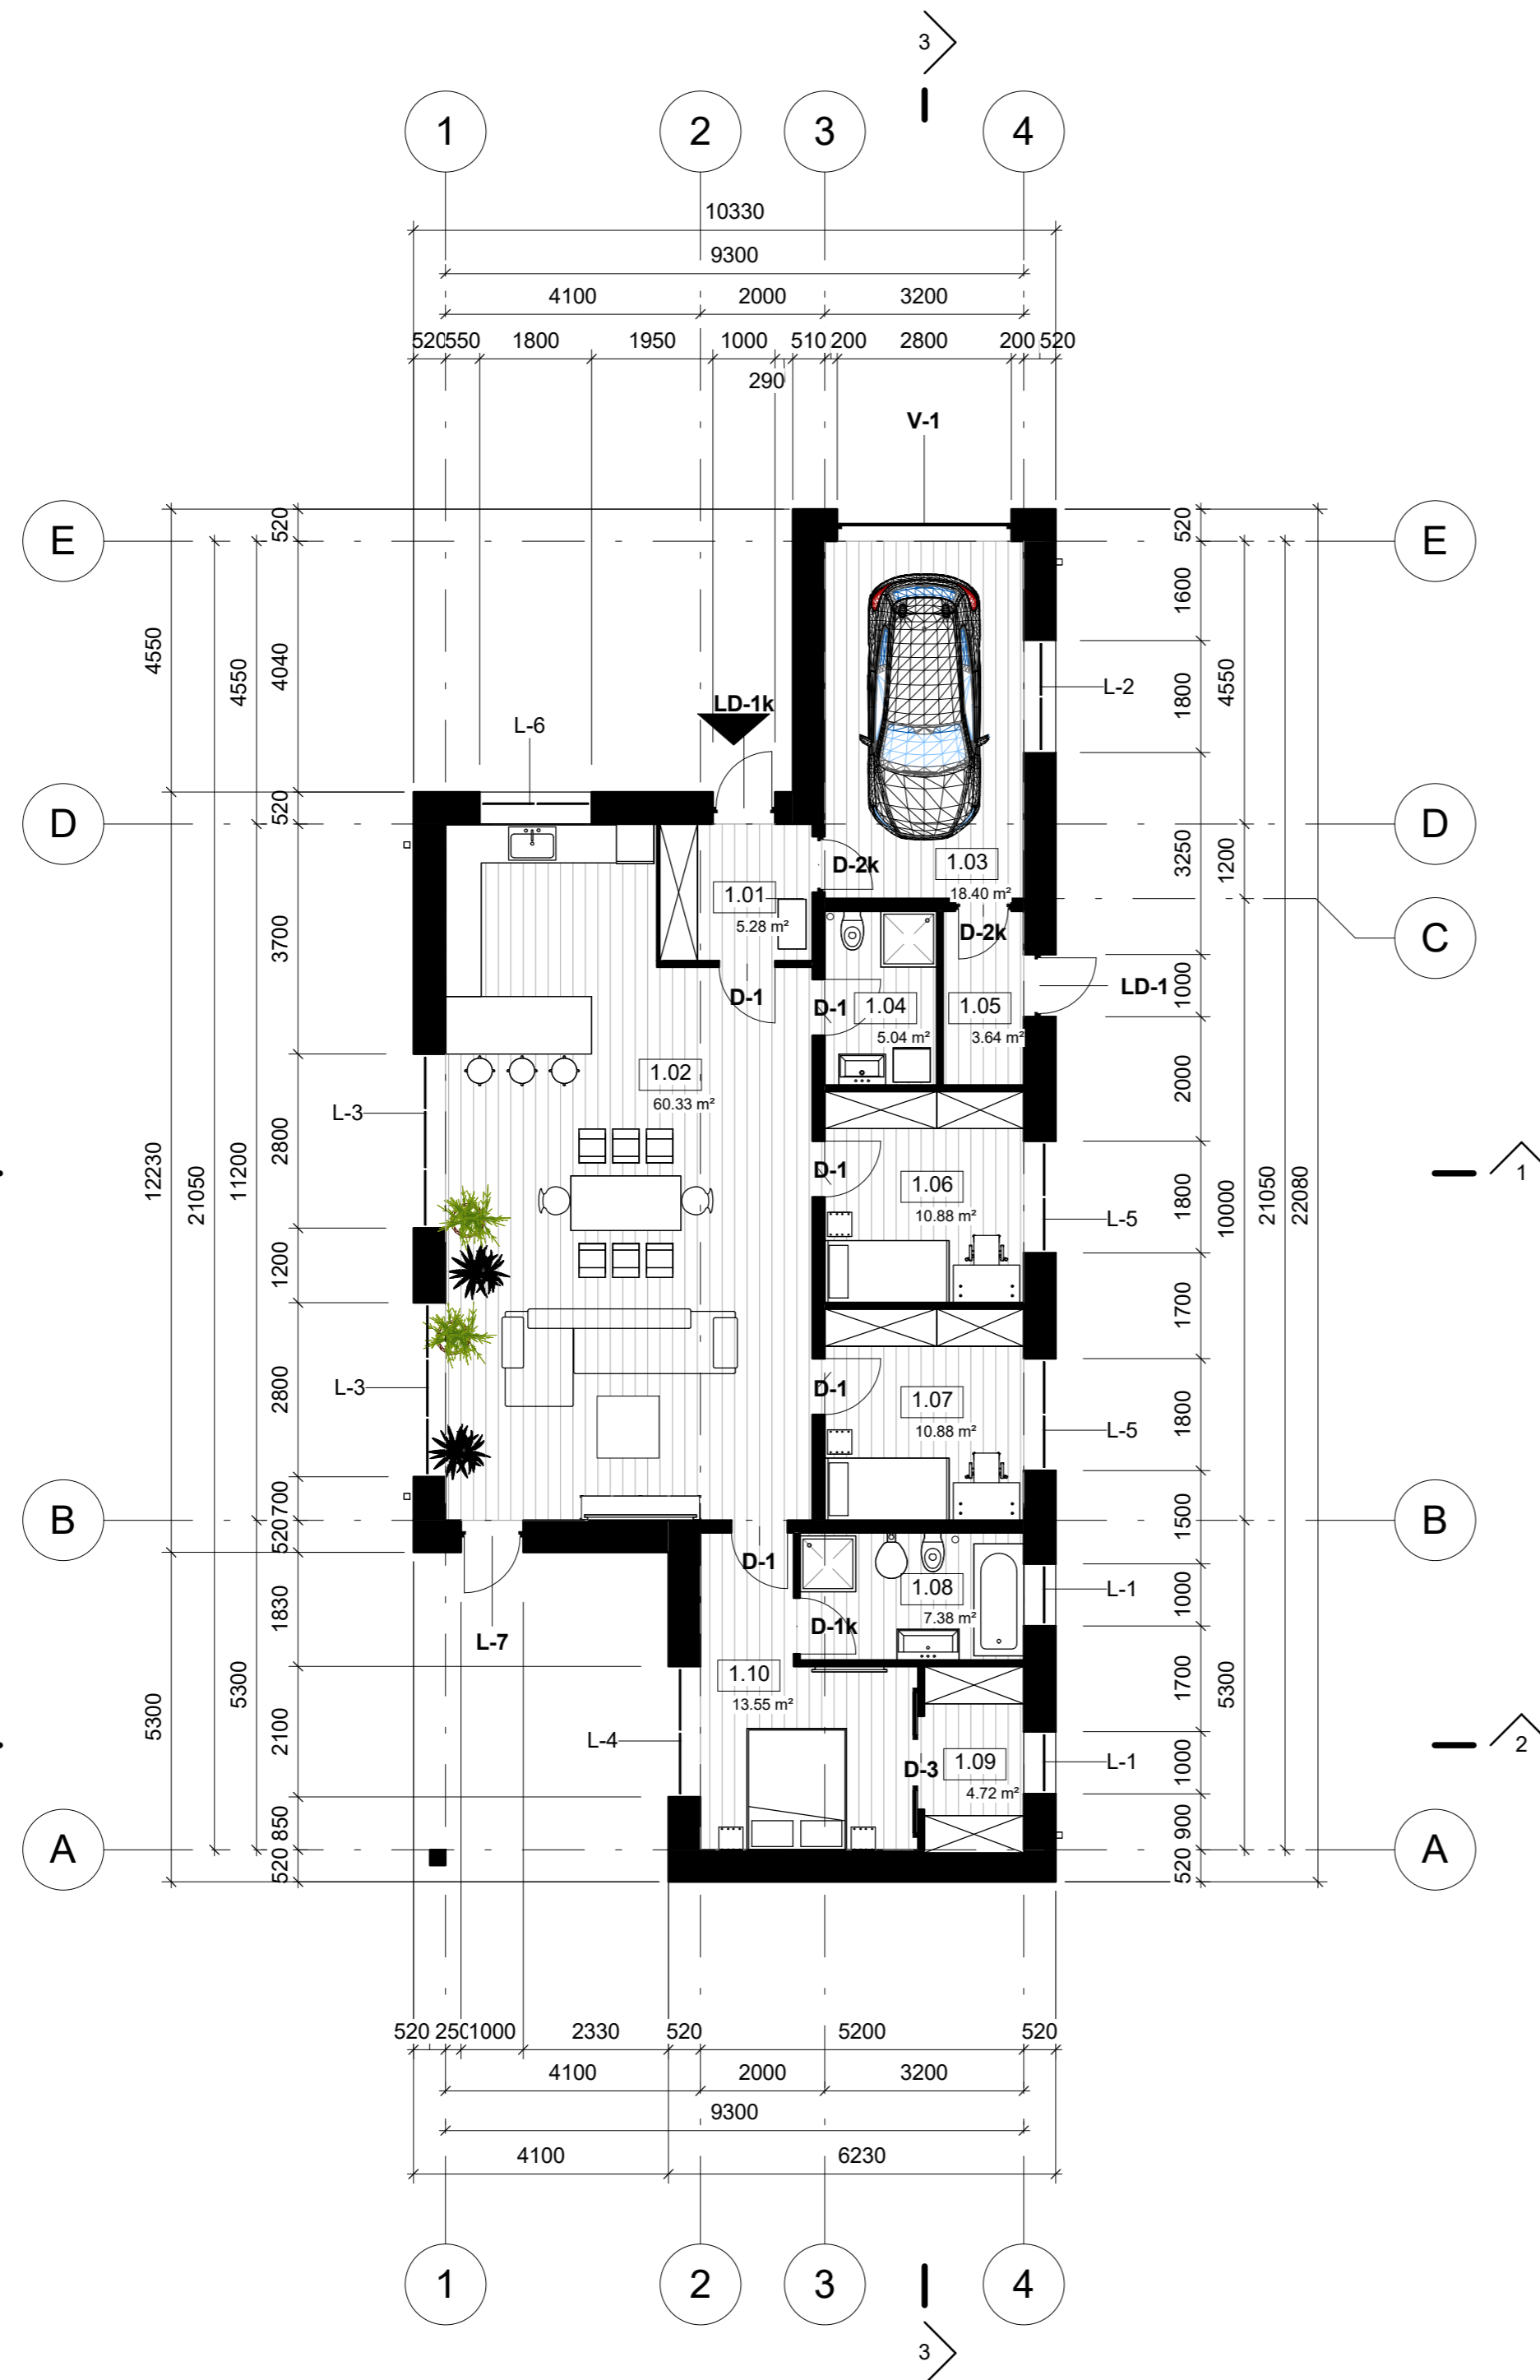 3
1 2 3 4
10330
9300
4100 2000 3200
520 550 1800 1950 1000 510 200 2800 200 520
290
V-1
E E
520 520
1600
4550 4550 4040 1800 4550
L-2
LD-1k
L-6
D D
520
3250 1200
D-2k 1.03
18.40 m²
1.01
5.28 m²
3700
D-2k
C
D-1 D-1 1.04 1.05 LD-1 1000
5.04 m² 3.64 m²
1.02
60.33 m²
2000
L-3
2800
D-1 1.06
10.88 m²
12230 21050 11200 1800 10000 21050 22080
1
L-5
1200
1700
L-3
2800
D-1 1.07
10.88 m²
1800
L-5
700
1500
B B
520
D-1 1.08
7.38 m²
L-1
1000
1830
D-1k
L-7
1.10
13.55 m²
1700
5300 5300 5300
2100
L-4
D-3 1.09
4.72 m²
L-1
1000
2
850 900
A A
520 520
520 250 1000 2330 520 5200 520
4100 2000 3200
9300
4100 6230
1 2 3 4
3